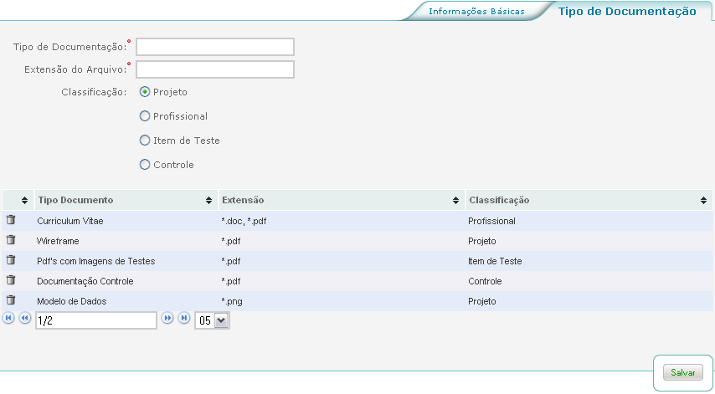 Informações Básicas Tipo de Documentação
Tipo de Documentação:*
Extensão do Arquivo:*
Classificação: Projeto
Profissional
Item de Teste
Controle
Tipo Documento Extensão Classificação
Curriculum Vitae *.doc, *.pdf Profissional
Wireframe *.pdf Projeto
Pdf's com Imagens de Testes *.pdf Item de Teste
Documentação Controle *.pdf Controle
Modelo de Dados *.png Projeto
1/2 05
Salvar